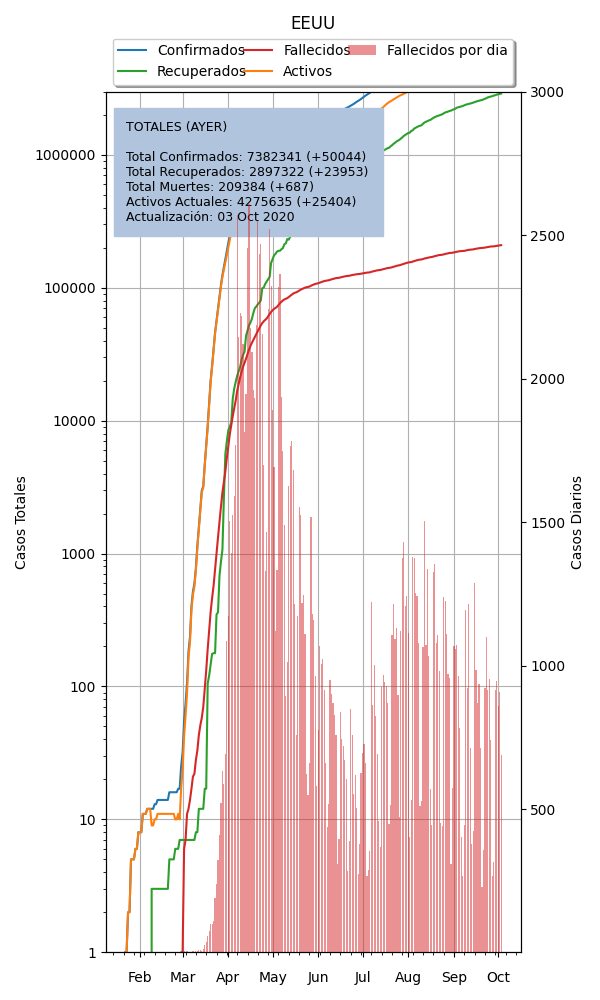 EEUU
Confirmados Fallecidos Fallecidos por dia
Recuperados Activos
TOTALES (AYER)
Total Confirmados: 7382341 (+50044)
Total Recuperados: 2897322 (+23953)
Total Muertes: 209384 (+687)
Activos Actuales: 4275635 (+25404)
Actualización: 03 Oct 2020
Casos Totales
1000000
100000
10000
1000
100
10
1
3000
2500
2000
1500
1000
500
Casos Diarios
Feb Mar Apr May Jun Jul Aug Sep Oct